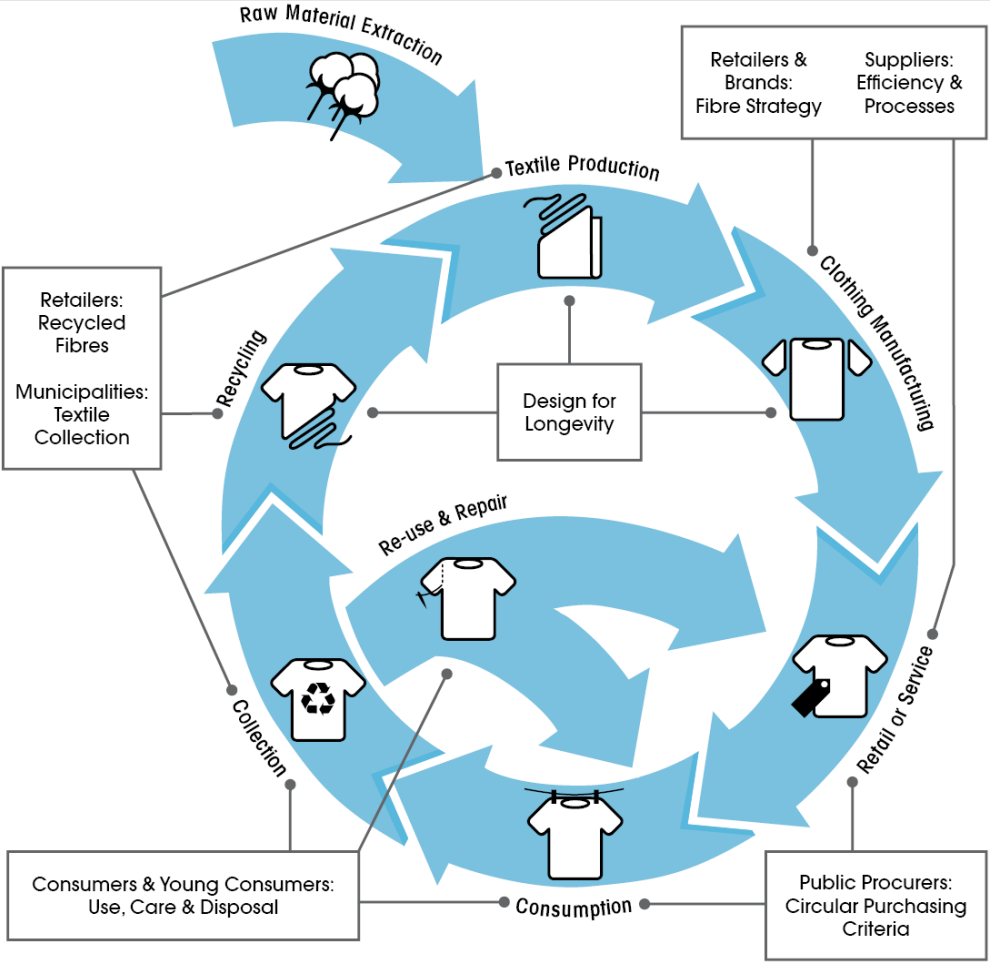 Raw Material Extraction
Retailers &
Brands:
Fibre Strategy
Suppliers:
Efficiency &
Processes
Textile Production
Clothing Manufacturing
Retailers:
Recycled
Fibres
Municipalities:
Textile
Collection
Recycling
Design for
Longevity
Re-use & Repair
Retail or Service
Collection
Consumers & Young Consumers:
Use, Care & Disposal
Consumption
Public Procurers:
Circular Purchasing
Criteria